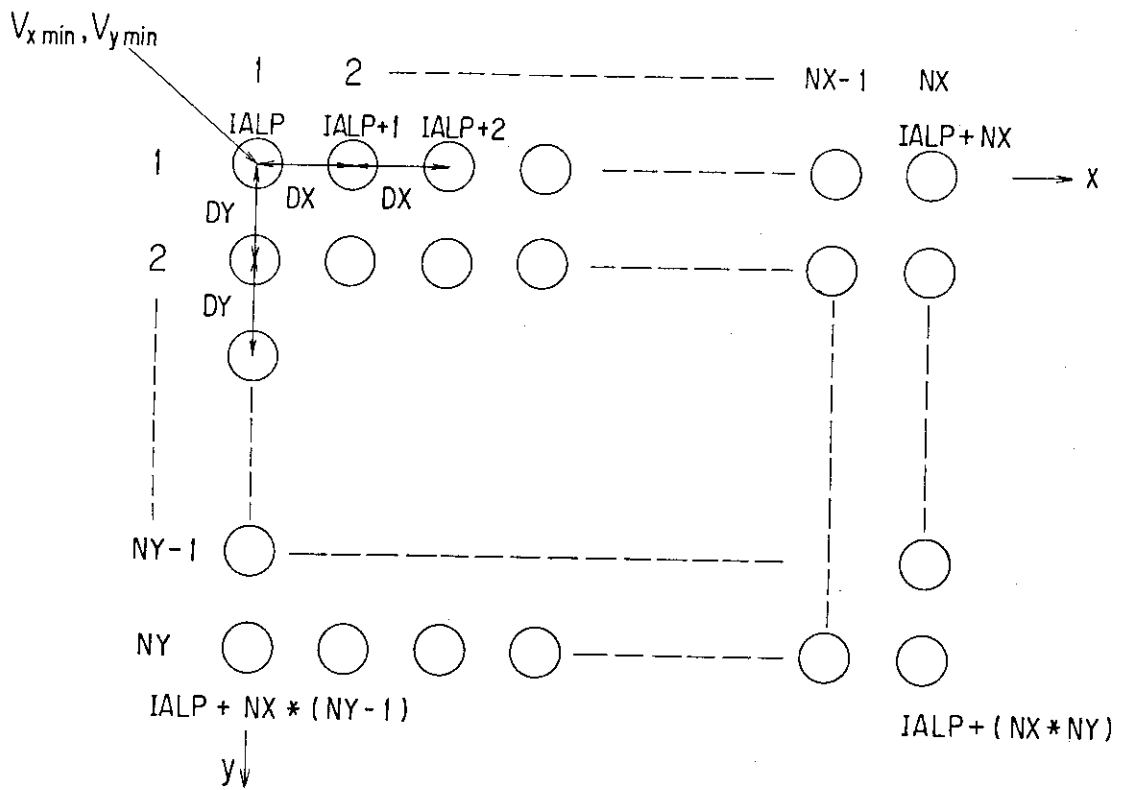 Vx min, Vy min
1 2 NX-1 NX
IALP IALP+1 IALP+2 IALP+NX
1 x
DX DX
DY
2
DY
NY-1
NY
IALP + NX * (NY-1)
IALP+(NX*NY)
y